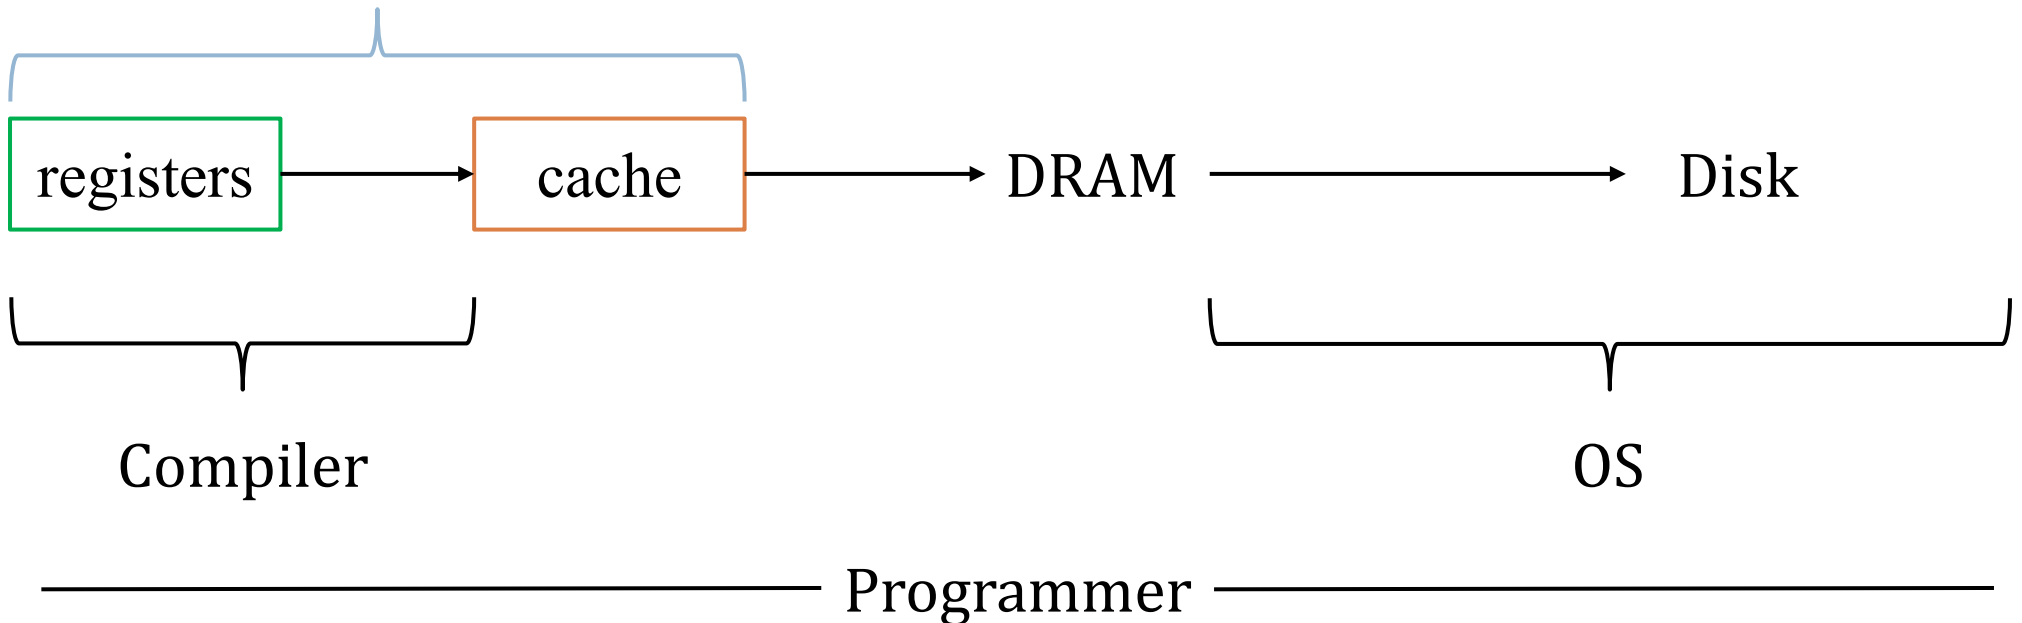 registers
cache
DRAM
Disk
Compiler
OS
Programmer